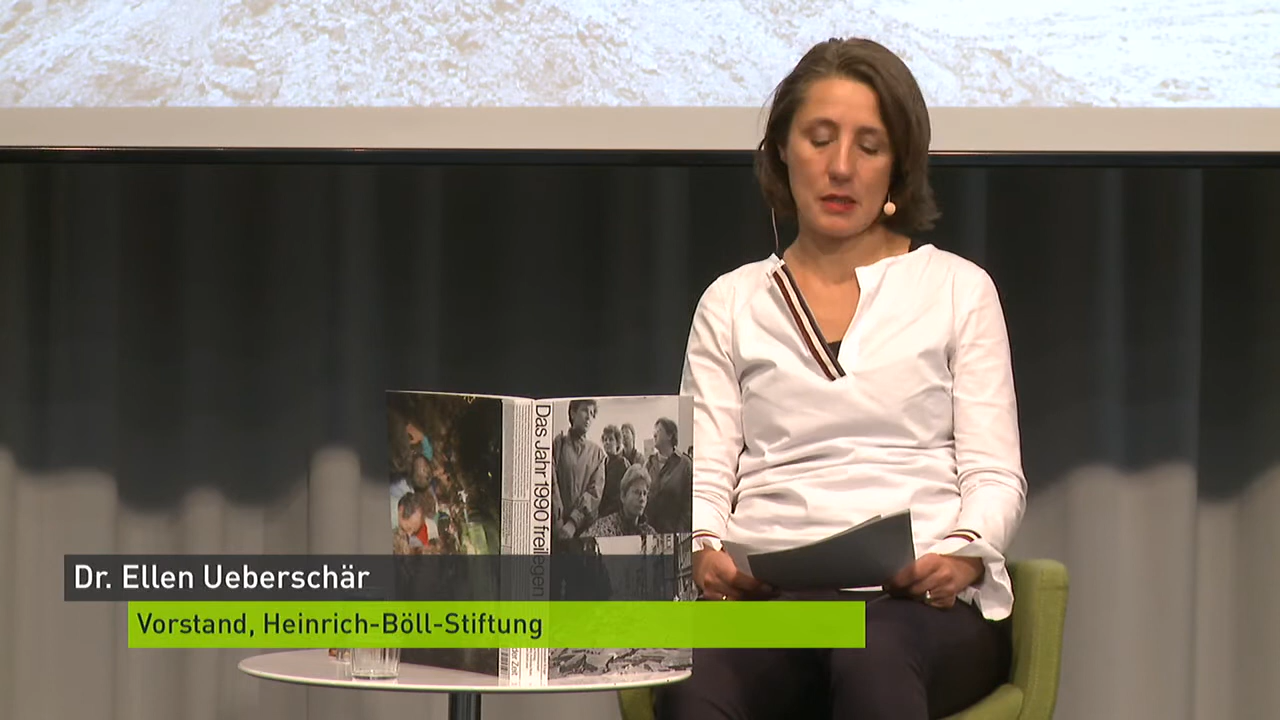 Das Jahr 1990 freilegen
Dr. Ellen Ueberschär
Vorstand, Heinrich-Böll-Stiftung